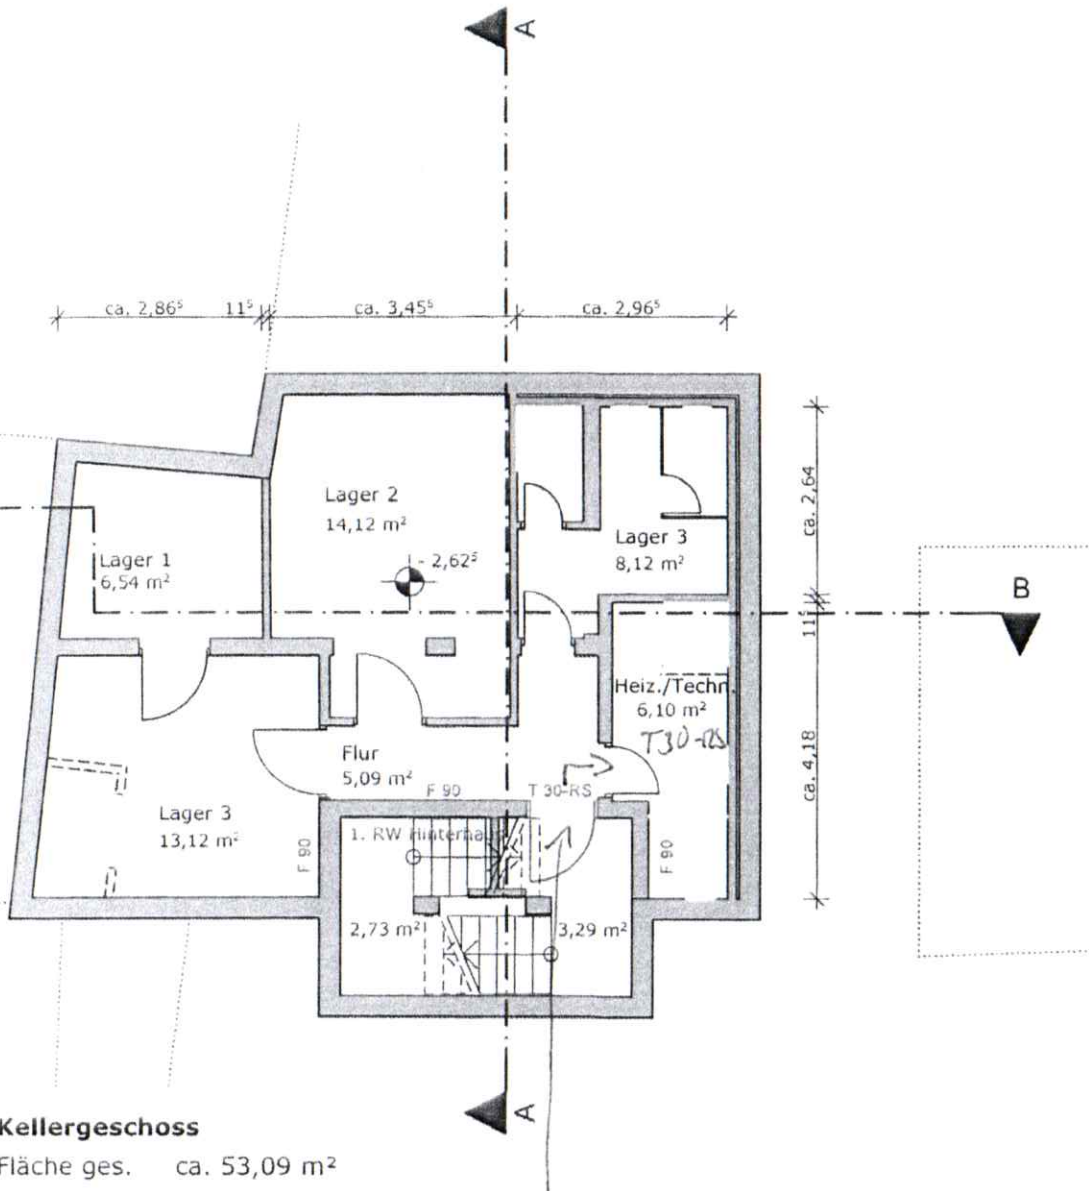 A
ca. 2,86⁵
11⁵
ca. 3,45⁵
ca. 2,96⁵
Lager 2
14,12 m²
- 2,62⁵
Lager 1
6,54 m²
Lager 3
8,12 m²
ca. 2,64
11⁵
ca. 4,18
B
Heiz./Techn.
6,10 m²
T30-RS
Flur
5,09 m²
F 90
T 30-RS
Lager 3
13,12 m²
F 90
1. RW Hinterhaus
F 90
2,73 m²
3,29 m²
A
Kellergeschoss
Fläche ges. ca. 53,09 m²